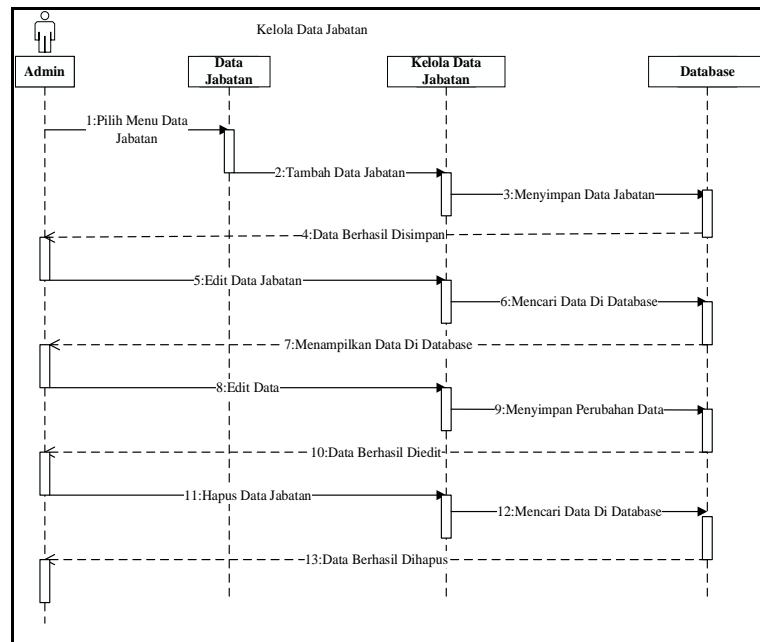 Kelola Data Jabatan
Admin
Data
Jabatan
Kelola Data
Jabatan
Database
1:Pilih Menu Data
Jabatan
2:Tambah Data Jabatan
3:Menyimpan Data Jabatan
4:Data Berhasil Disimpan
5:Edit Data Jabatan
6:Mencari Data Di Database
7:Menampilkan Data Di Database
8:Edit Data
9:Menyimpan Perubahan Data
10:Data Berhasil Diedit
11:Hapus Data Jabatan
12:Mencari Data Di Database
13:Data Berhasil Dihapus